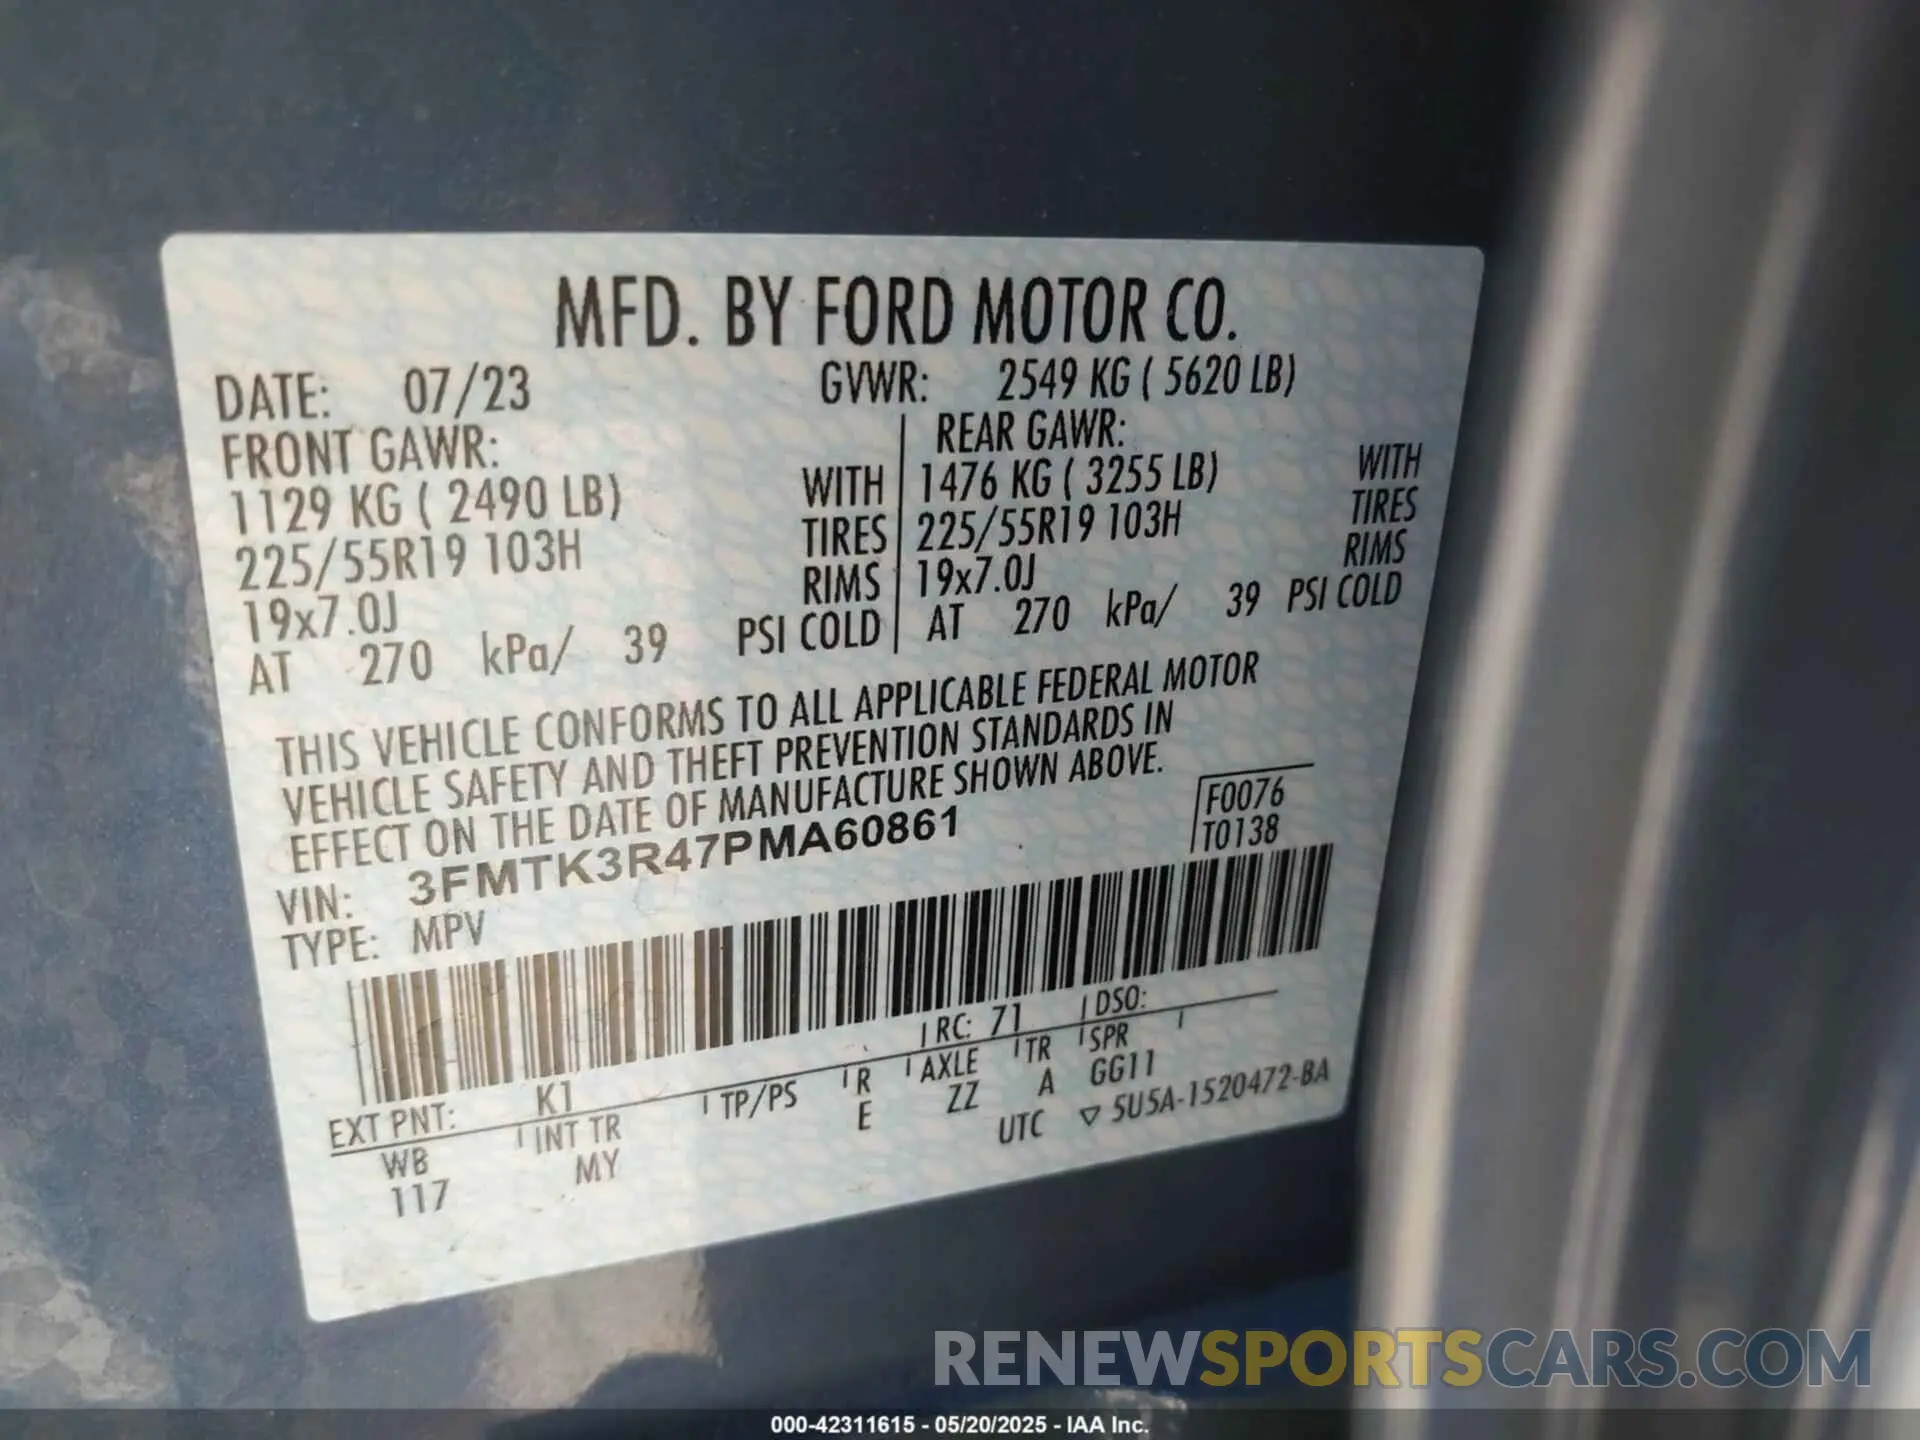 MFD. BY FORD MOTOR CO.
DATE: 07/23 GVWR: 2549 KG ( 5620 LB)
FRONT GAWR: REAR GAWR:
1129 KG ( 2490 LB) WITH 1476 KG ( 3255 LB) WITH
225/55R19 103H TIRES 225/55R19 103H TIRES
19x7.0J RIMS 19x7.0J RIMS
AT 270 kPa/ 39 PSI COLD AT 270 kPa/ 39 PSI COLD
THIS VEHICLE CONFORMS TO ALL APPLICABLE FEDERAL MOTOR
VEHICLE SAFETY AND THEFT PREVENTION STANDARDS IN
EFFECT ON THE DATE OF MANUFACTURE SHOWN ABOVE.
F0076
T0138
VIN: 3FMTK3R47PMA60861
TYPE: MPV
EXT PNT: K1 RC: 71 DSO:
WB INT TR TP/PS R AXLE TR SPR
117 MY E ZZ A GG11
UTC ▽ 5U5A-1520472-BA
RENEWSPORTSCARS.COM
000-42311615 - 05/20/2025 - IAA Inc.